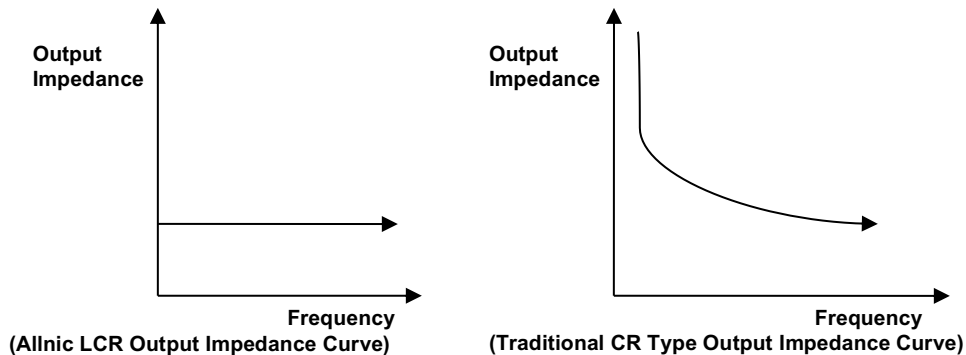 Output
Impedance
Frequency
(Allnic LCR Output Impedance Curve)
Output
Impedance
Frequency
(Traditional CR Type Output Impedance Curve)